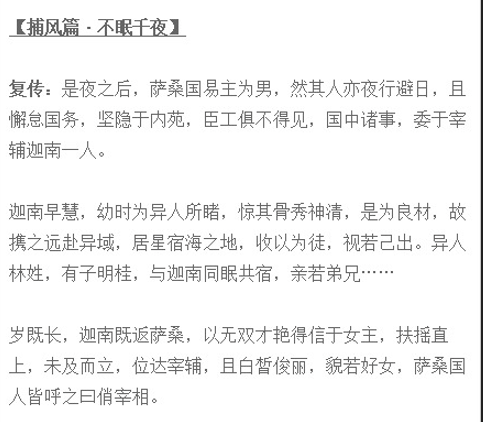 【捕风篇·不眠千夜】
复传：是夜之后，萨桑国易主为男，然其人亦夜行避日，且
懈怠国务，坚隐于内苑，臣工俱不得见，国中诸事，委于宰
辅迦南一人。
迦南早慧，幼时为异人所睹，惊其骨秀神清，是为良材，故
携之远赴异域，居星宿海之地，收以为徒，视若己出。异人
林姓，有子明桂，与迦南同眠共宿，亲若弟兄……
岁既长，迦南既返萨桑，以无双才艳得信于女主，扶摇直
上，未及而立，位达宰辅，且白皙俊丽，貌若好女，萨桑国
人皆呼之曰俏宰相。